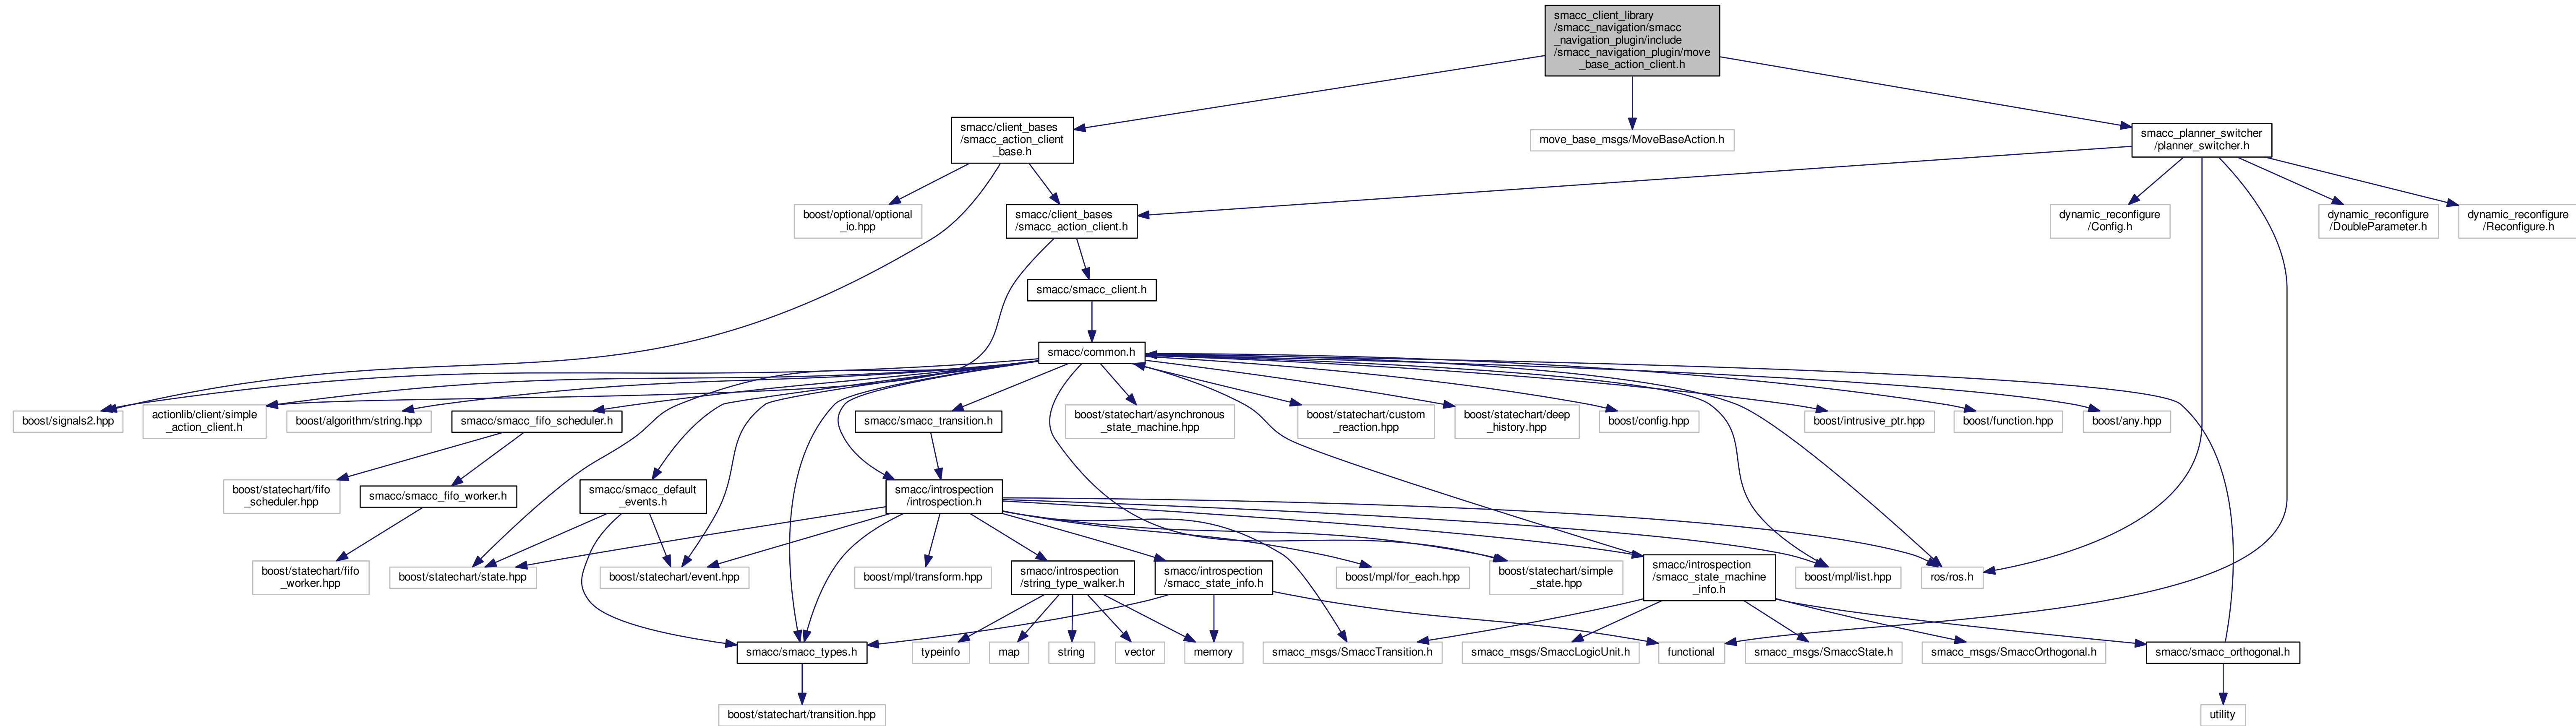 smacc_client_library
/smacc_navigation/smacc
_navigation_plugin/include
/smacc_navigation_plugin/move
_base_action_client.h
smacc/client_bases
/smacc_action_client
_base.h
move_base_msgs/MoveBaseAction.h
smacc_planner_switcher
/planner_switcher.h
boost/optional/optional
_io.hpp
smacc/client_bases
/smacc_action_client.h
dynamic_reconfigure
/Config.h
dynamic_reconfigure
/DoubleParameter.h
dynamic_reconfigure
/Reconfigure.h
smacc/smacc_client.h
smacc/common.h
boost/signals2.hpp
actionlib/client/simple
_action_client.h
boost/algorithm/string.hpp
smacc/smacc_fifo_scheduler.h
smacc/smacc_transition.h
boost/statechart/asynchronous
_state_machine.hpp
boost/statechart/custom
_reaction.hpp
boost/statechart/deep
_history.hpp
boost/config.hpp
boost/intrusive_ptr.hpp
boost/function.hpp
boost/any.hpp
boost/statechart/fifo
_scheduler.hpp
smacc/smacc_fifo_worker.h
smacc/smacc_default
_events.h
smacc/introspection
/introspection.h
boost/statechart/fifo
_worker.hpp
boost/statechart/state.hpp
boost/statechart/event.hpp
boost/mpl/transform.hpp
smacc/introspection
/string_type_walker.h
smacc/introspection
/smacc_state_info.h
boost/mpl/for_each.hpp
boost/statechart/simple
_state.hpp
smacc/introspection
/smacc_state_machine
_info.h
boost/mpl/list.hpp
ros/ros.h
smacc/smacc_types.h
typeinfo
map
string
vector
memory
smacc_msgs/SmaccTransition.h
smacc_msgs/SmaccLogicUnit.h
functional
smacc_msgs/SmaccState.h
smacc_msgs/SmaccOrthogonal.h
smacc/smacc_orthogonal.h
boost/statechart/transition.hpp
utility